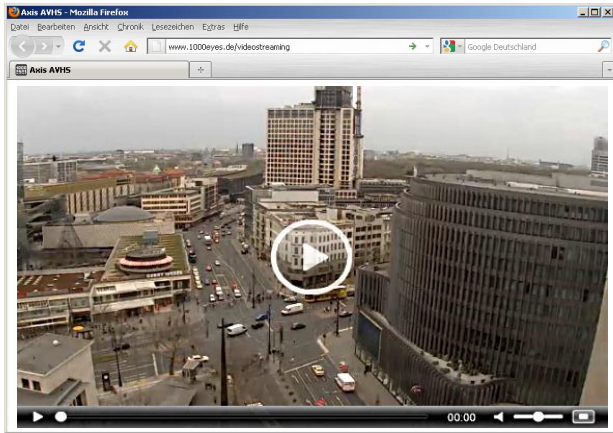 Axis AVHS - Mozilla Firefox
Datei Bearbeiten Ansicht Chronik Lesezeichen Extras Hilfe
www.1000eyes.de/videostreaming
Google Deutschland
Axis AVHS
00:00